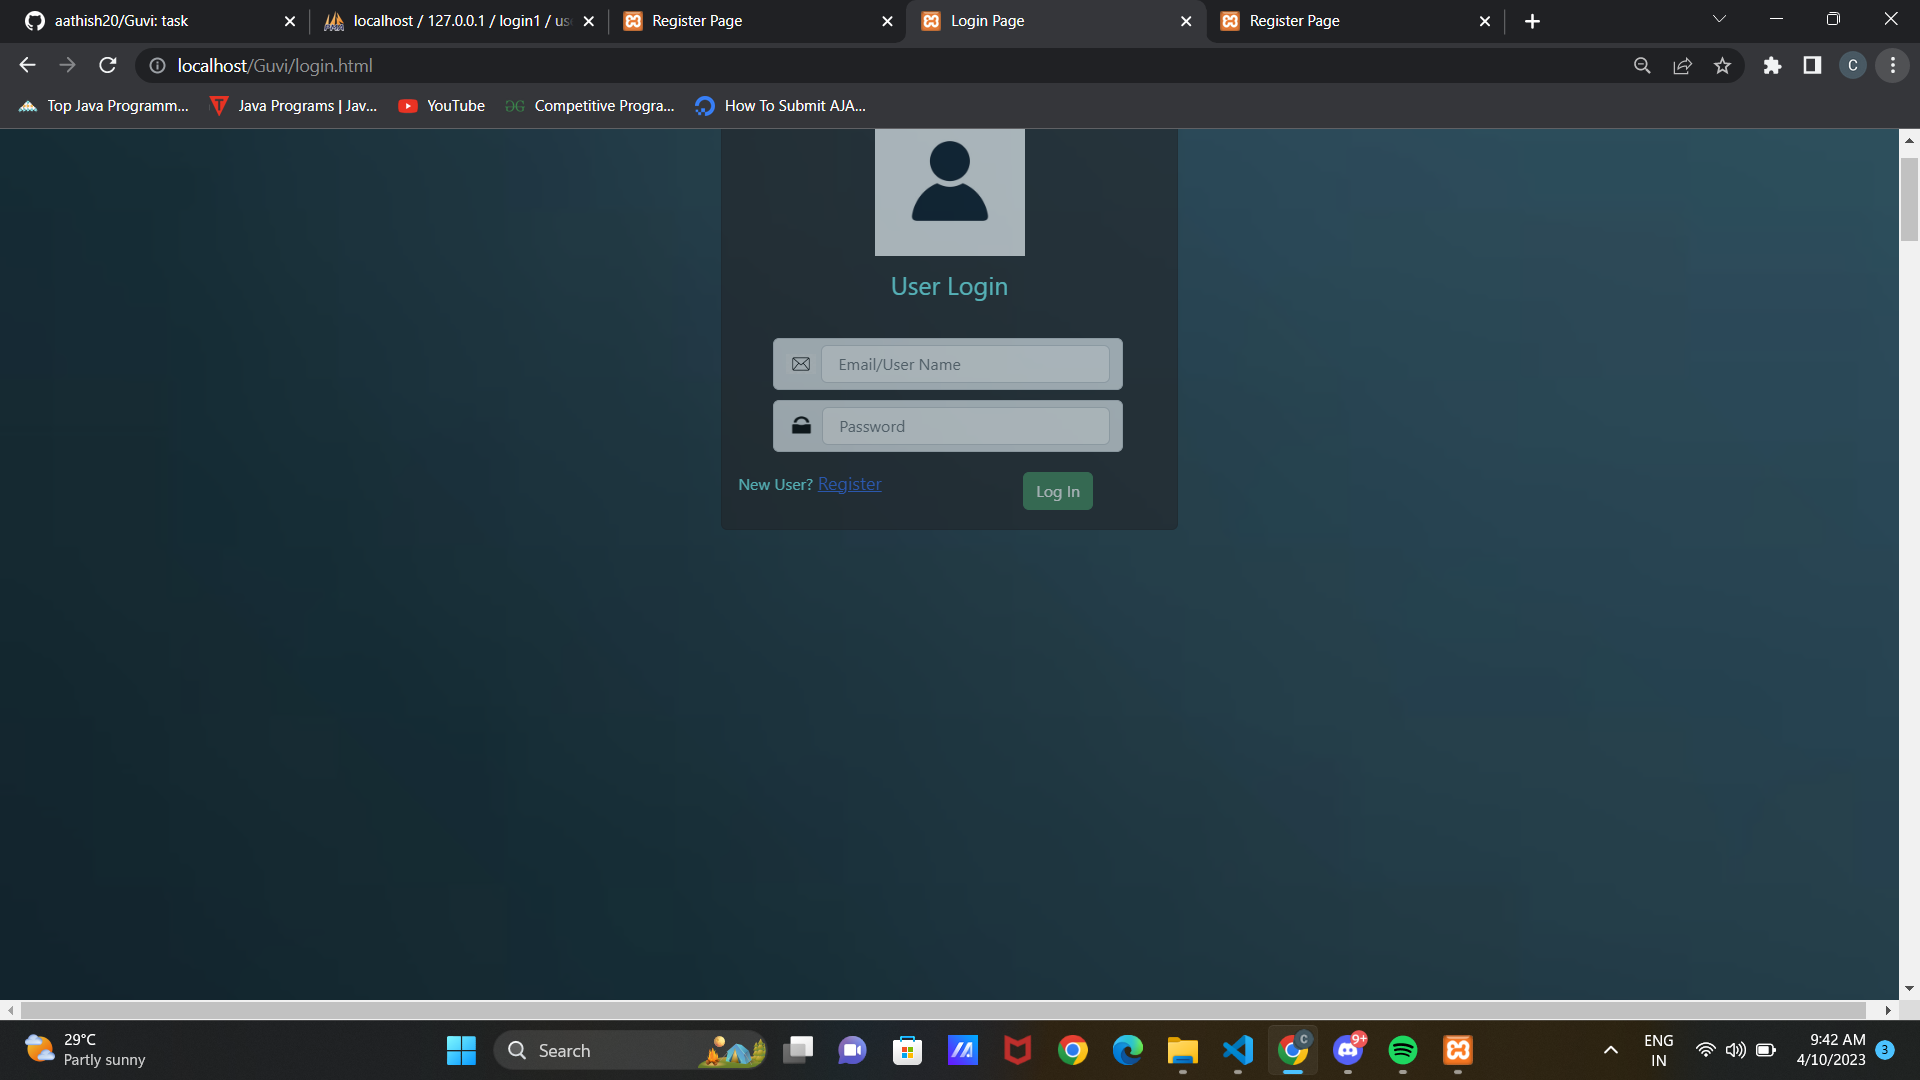 aathish20/Guvi: task
localhost / 127.0.0.1 / login1 / us
Register Page
Login Page
Register Page
localhost/Guvi/login.html
C
Top Java Programm...
Java Programs | Jav...
YouTube
Competitive Progra...
How To Submit AJA...
User Login
Email/User Name
Password
New User? Register
Log In
29°C
Partly sunny
Search
C
9+
ENG
IN
9:42 AM
4/10/2023
3